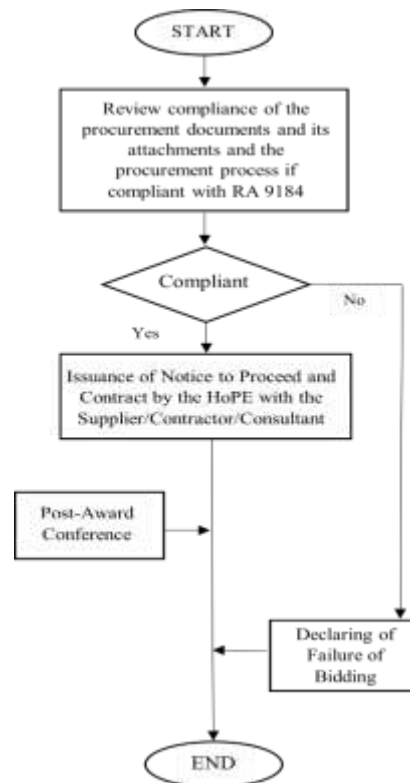 START
Review compliance of the
procurement documents and its
attachments and the
procurement process if
compliant with RA 9184
Compliant
No
Yes
Issuance of Notice to Proceed and
Contract by the HoPE with the
Supplier/Contractor/Consultant
Post-Award
Conference
Declaring of
Failure of
Bidding
END